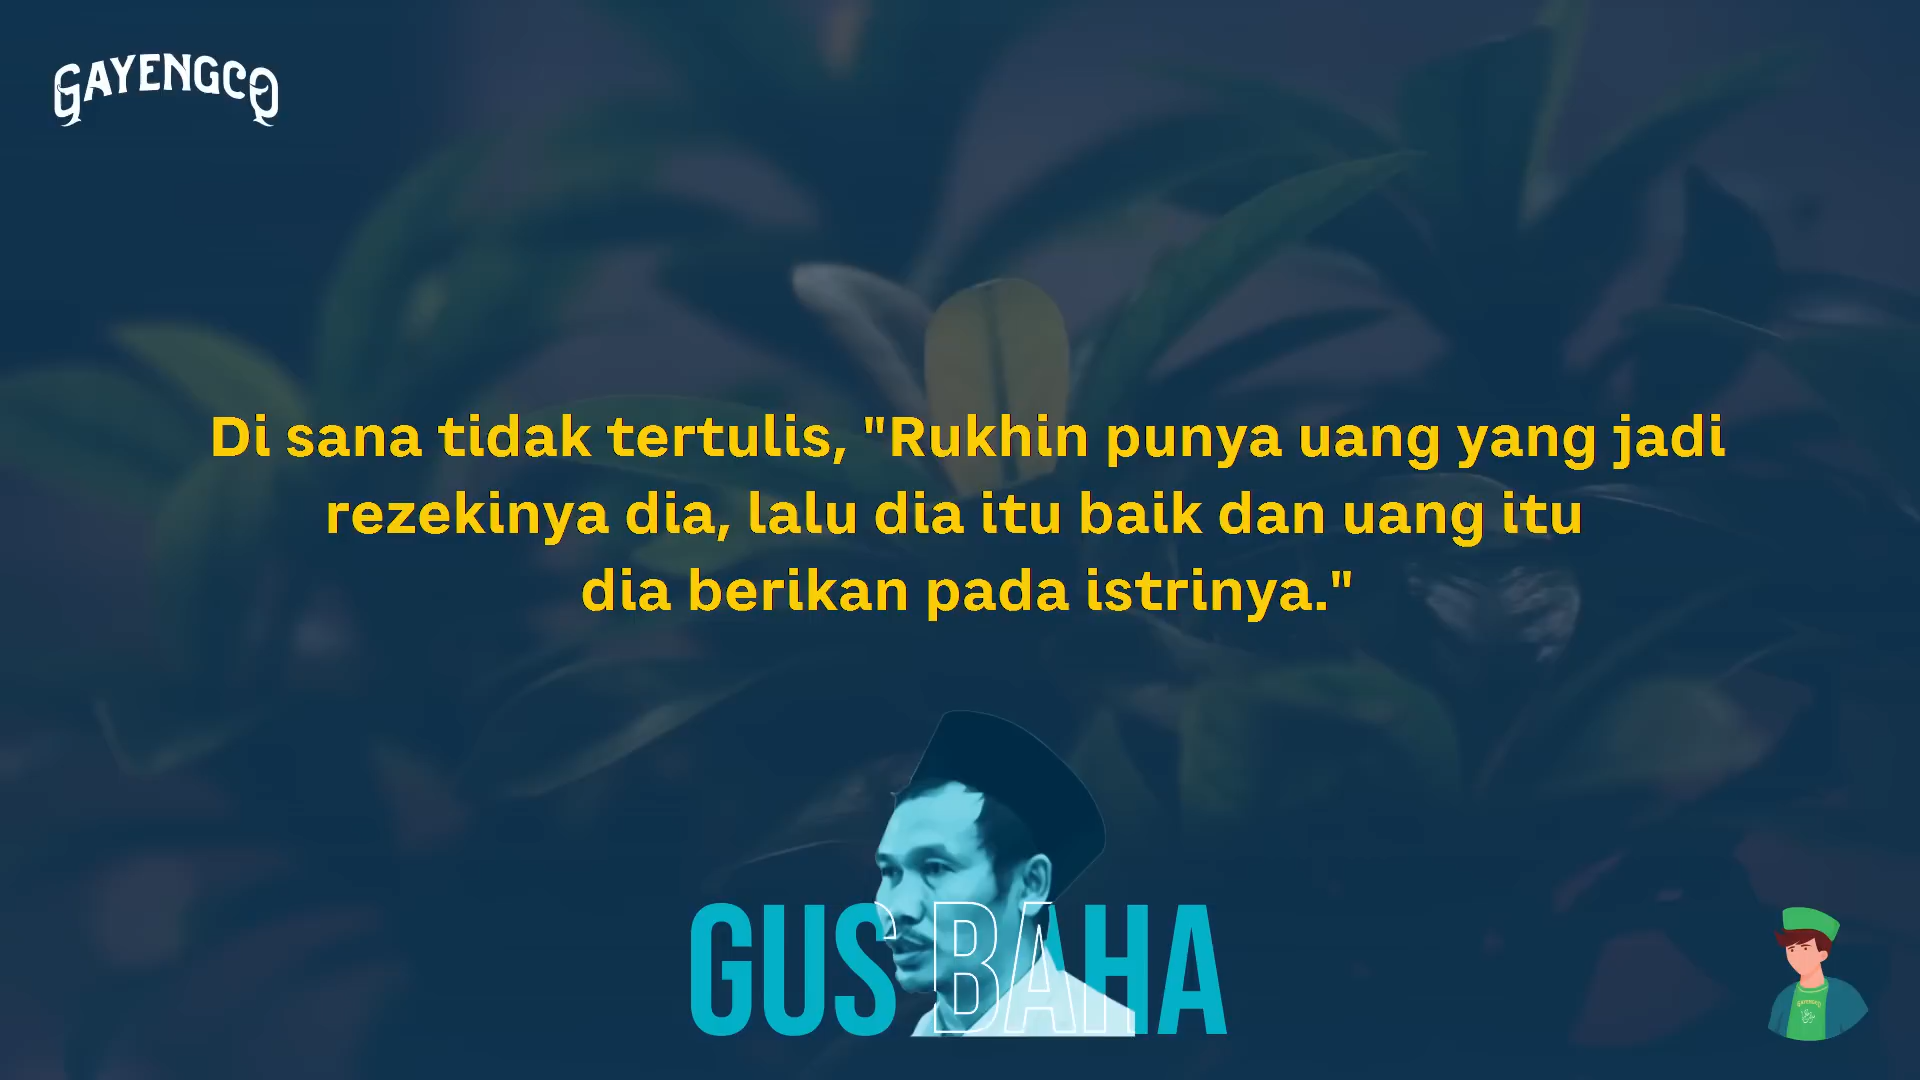 GAYENGCO
Di sana tidak tertulis, "Rukhin punya uang yang jadi
rezekinya dia, lalu dia itu baik dan uang itu
dia berikan pada istrinya."
GUS BAHA
GAYENGCO